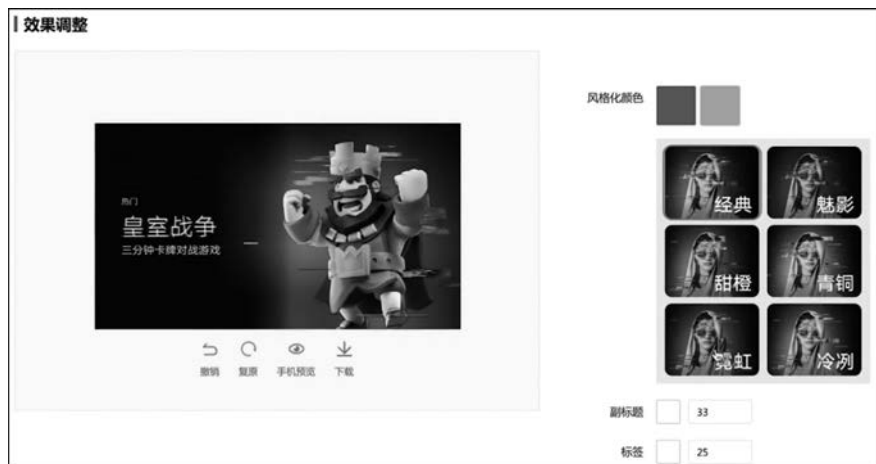 效果调整
热门
皇室战争
三分钟卡牌对战游戏
撤销 复原 手机预览 下载
风格化颜色
经典 魅影
甜橙 青铜
霓虹 冷冽
副标题 33
标签 25